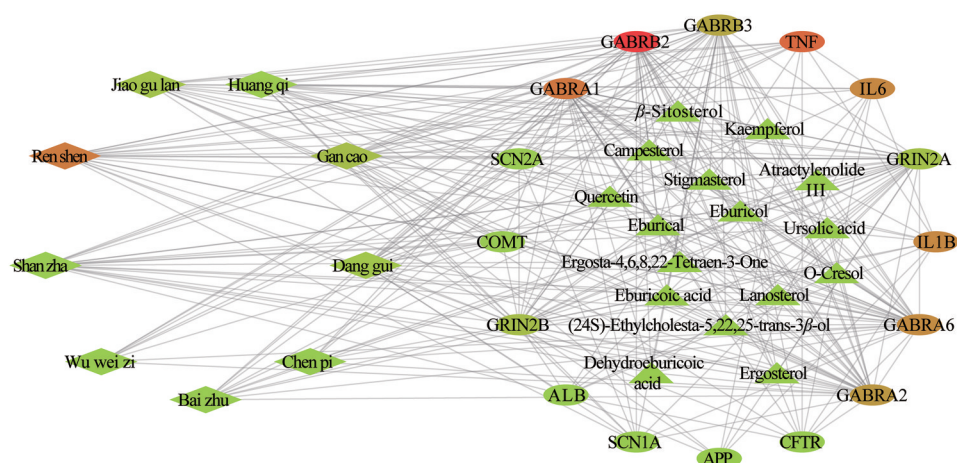 GABRB3
GABRB2
TNF
Jiao gu lan
Huang qi
GABRA1
IL6
β-Sitosterol
Kaempferol
Ren shen
Gan cao
SCN2A
Campesterol
GRIN2A
Atractylenolide
III
Stigmasterol
Quercetin
Eburical
Eburicol
Ursolic acid
COMT
IL1B
Shan zha
Dang gui
Ergosta-4,6,8,22-Tetraen-3-One
O-Cresol
Eburicoic acid
Lanosterol
GRIN2B
(24S)-Ethylcholesta-5,22,25-trans-3β-ol
GABRA6
Wu wei zi
Chen pi
Dehydroeburicoic
acid
Ergosterol
Bai zhu
ALB
GABRA2
SCN1A
APP
CFTR